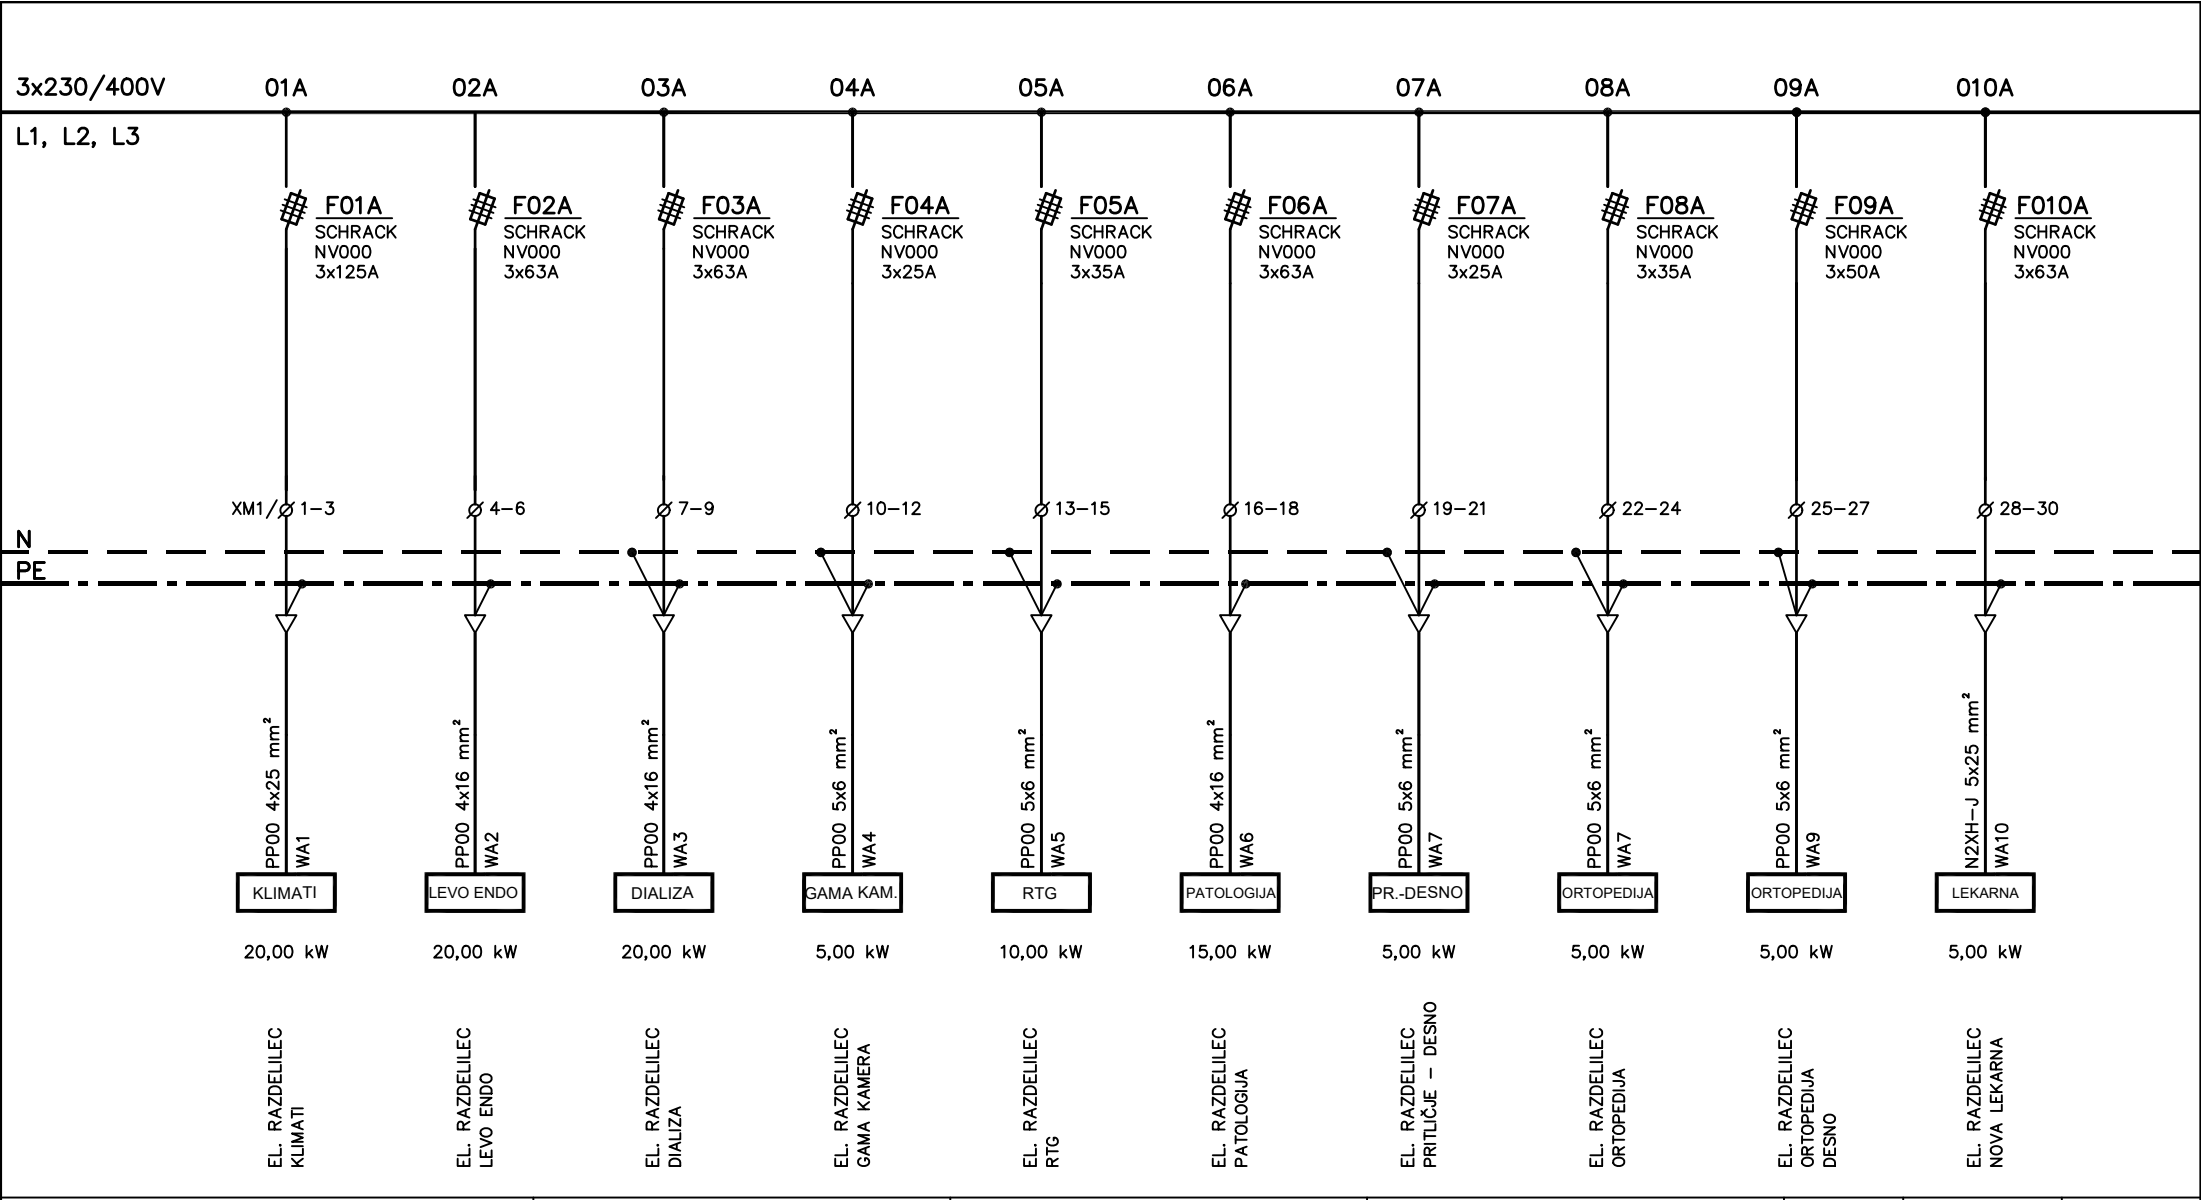 3x230/400V
01A
02A
03A
04A
05A
06A
07A
08A
09A
010A
L1, L2, L3
F01A
SCHRACK
NV000
3x125A
F02A
SCHRACK
NV000
3x63A
F03A
SCHRACK
NV000
3x63A
F04A
SCHRACK
NV000
3x25A
F05A
SCHRACK
NV000
3x35A
F06A
SCHRACK
NV000
3x63A
F07A
SCHRACK
NV000
3x25A
F08A
SCHRACK
NV000
3x35A
F09A
SCHRACK
NV000
3x50A
F010A
SCHRACK
NV000
3x63A
XM1/ 1-3
4-6
7-9
10-12
13-15
16-18
19-21
22-24
25-27
28-30
N
PE
PP00 4x25 mm²
WA1
PP00 4x16 mm²
WA2
PP00 4x16 mm²
WA3
PP00 5x6 mm²
WA4
PP00 5x6 mm²
WA5
PP00 4x16 mm²
WA6
PP00 5x6 mm²
WA7
PP00 5x6 mm²
WA7
PP00 5x6 mm²
WA9
N2XH-J 5x25 mm²
WA10
KLIMATI
LEVO ENDO
DIALIZA
GAMA KAM.
RTG
PATOLOGIJA
PR.-DESNO
ORTOPEDIJA
ORTOPEDIJA
LEKARNA
20,00 kW
20,00 kW
20,00 kW
5,00 kW
10,00 kW
15,00 kW
5,00 kW
5,00 kW
5,00 kW
5,00 kW
EL. RAZDELILEC
KLIMATI
EL. RAZDELILEC
LEVO ENDO
EL. RAZDELILEC
DIALIZA
EL. RAZDELILEC
GAMA KAMERA
EL. RAZDELILEC
RTG
EL. RAZDELILEC
PATOLOGIJA
EL. RAZDELILEC
PRITLIČJE - DESNO
EL. RAZDELILEC
ORTOPEDIJA
EL. RAZDELILEC
ORTOPEDIJA
DESNO
EL. RAZDELILEC
NOVA LEKARNA